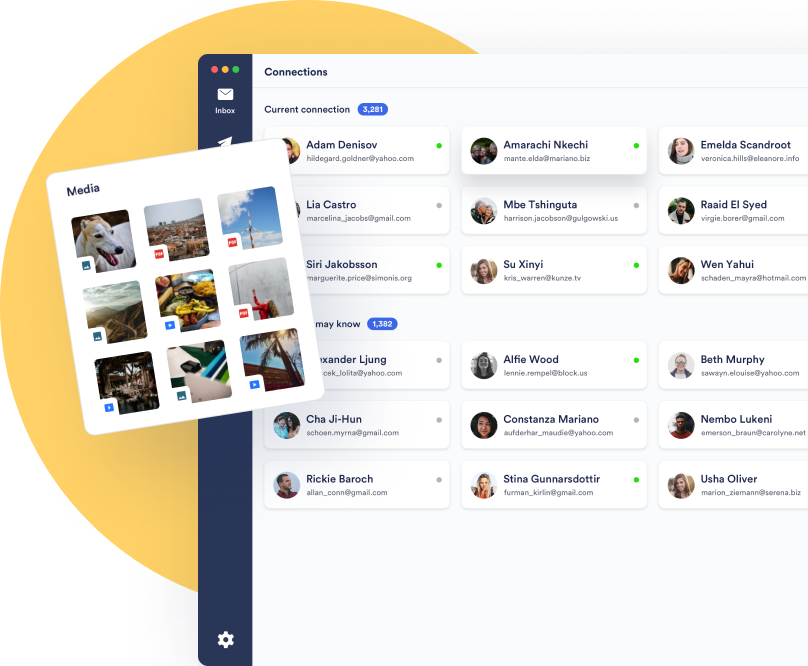 Connections
Inbox
Current connection 3,281
Adam Denisov
hildegard.goldner@yahoo.com
Amarachi Nkechi
mante.elda@mariano.biz
Emelda Scandroot
veronica.hills@eleanore.info
Media
Lia Castro
marcelina_jacobs@gmail.com
Mbe Tshinguta
harrison.jacobson@gulgowski.us
Raaid El Syed
virgie.borer@gmail.com
PDF
PDF
Siri Jakobsson
marguerite.price@simonis.org
Su Xinyi
kris_warren@kunze.tv
Wen Yahui
schaden_mayra@hotmail.com
PDF
may know 1,382
exander Ljung
cek_lolita@yahoo.com
Alfie Wood
lennie.rempel@block.us
Beth Murphy
sawayn.elouise@yahoo.com
Cha Ji-Hun
schoen.myrna@gmail.com
Constanza Mariano
aufderhar_maudie@yahoo.com
Nembo Lukeni
emerson_braun@carolyne.net
Rickie Baroch
allan_conn@gmail.com
Stina Gunnarsdottir
furman_kirlin@gmail.com
Usha Oliver
marion_ziemann@serena.biz